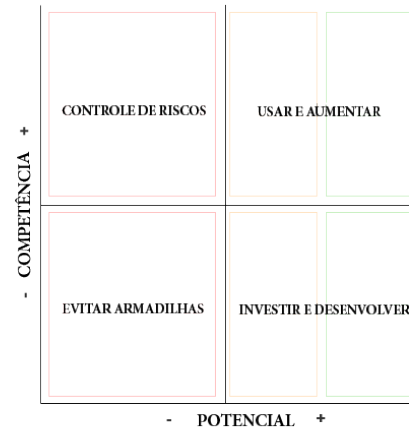 CONTROLE DE RISCOS
USAR E AUMENTAR
- COMPETÊNCIA +
EVITAR ARMADILHAS
INVESTIR E DESENVOLVER
- POTENCIAL +